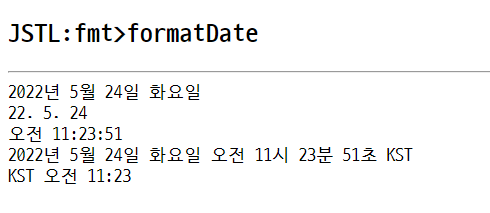 JSTL:fmt>formatDate
2022년 5월 24일 화요일
22. 5. 24
오전 11:23:51
2022년 5월 24일 화요일 오전 11시 23분 51초 KST
KST 오전 11:23